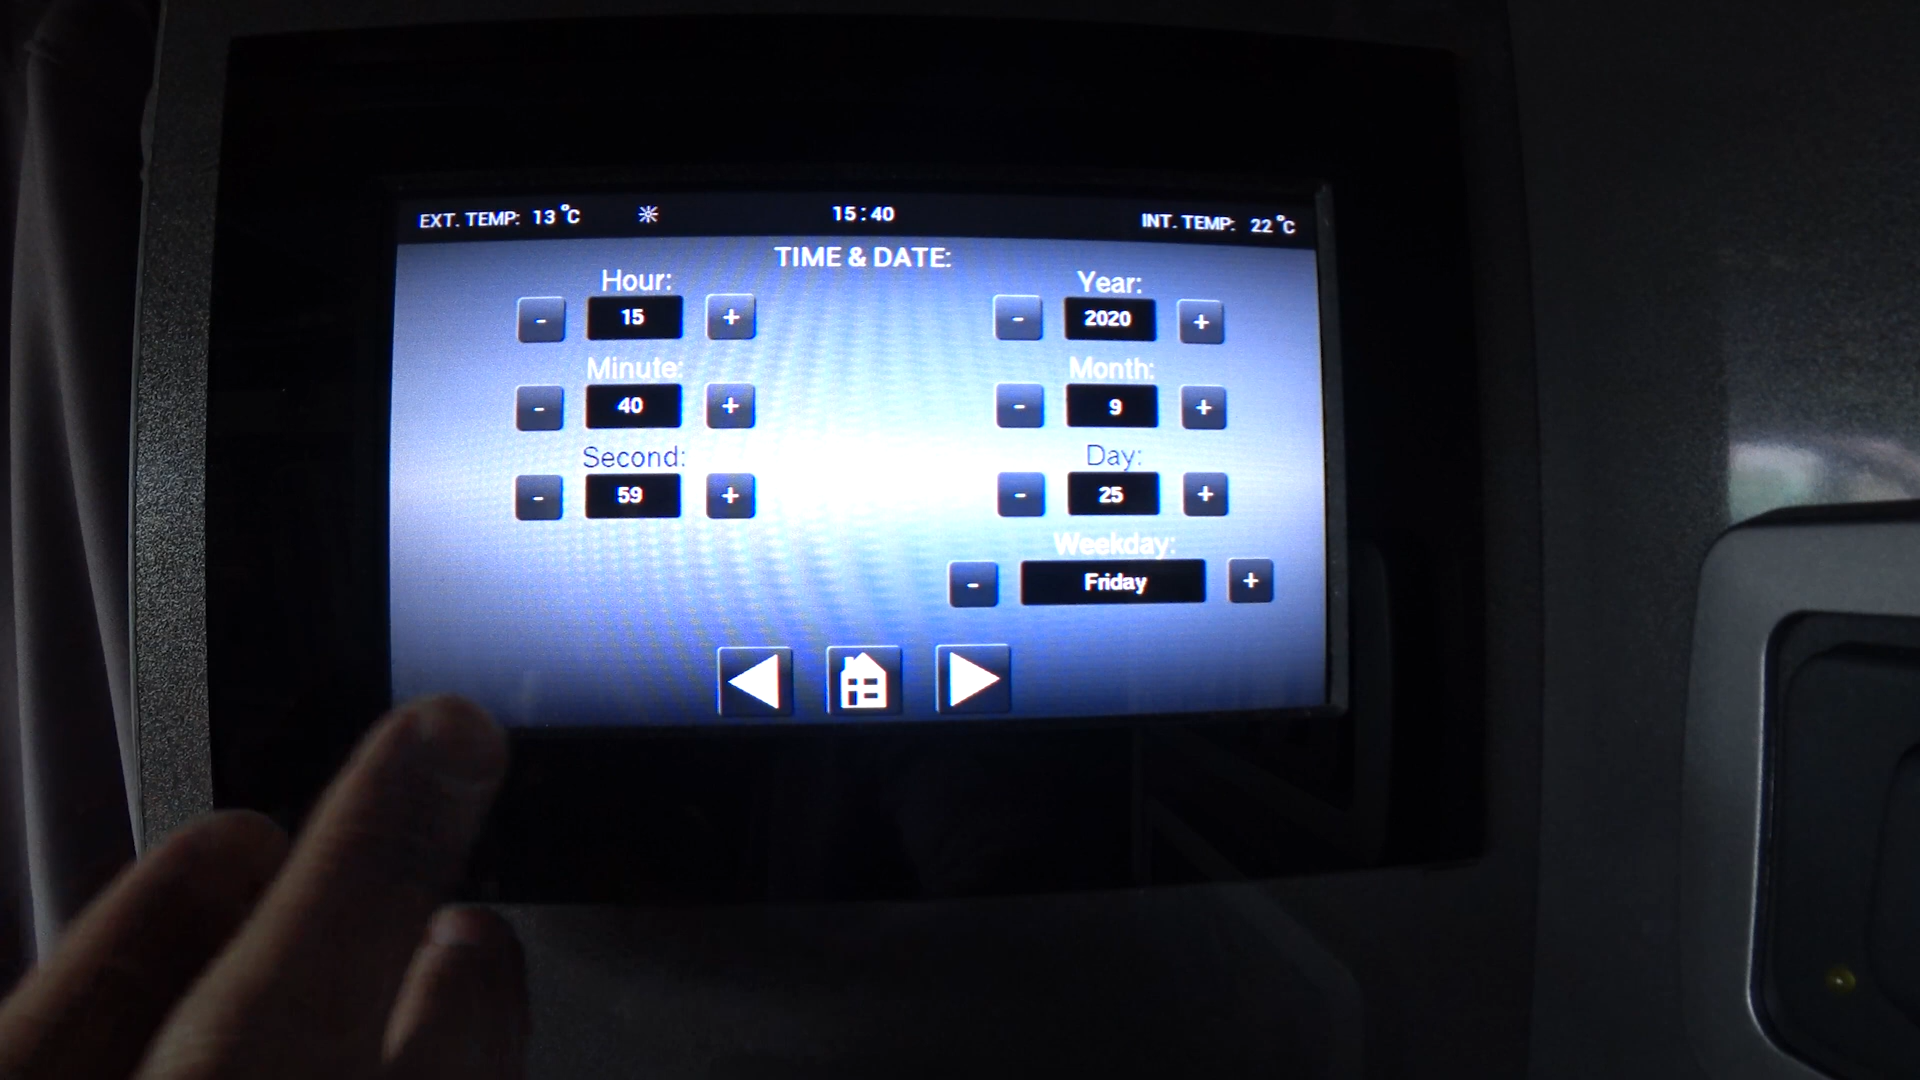 EXT. TEMP: 13 °C 15:40 INT. TEMP: 22 °C
TIME & DATE:
Hour: Year:
- 15 + - 2020 +
Minute: Month:
- 40 + - 9 +
Second: Day:
- 59 + - 25 +
Weekday:
- Friday +